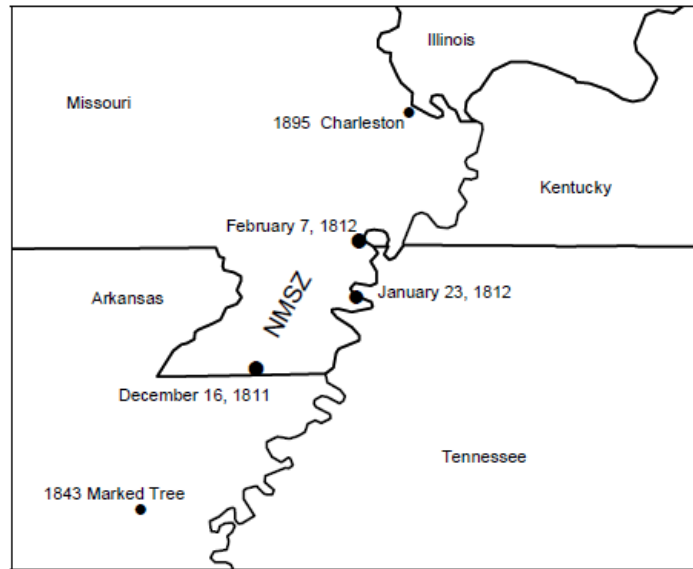 Illinois
Missouri
1895 Charleston
Kentucky
February 7, 1812
Arkansas
NMSZ
January 23, 1812
December 16, 1811
Tennessee
1843 Marked Tree